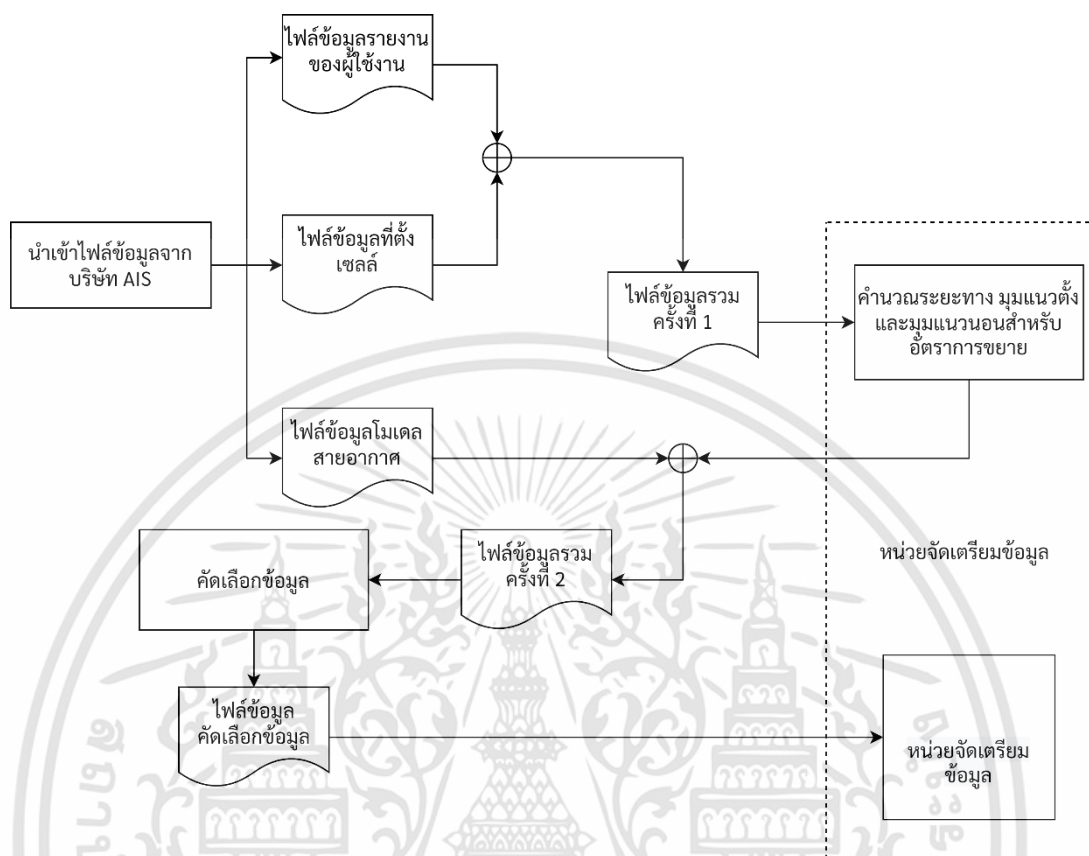 ไฟล์ข้อมูลรายงาน
ของผู้ใช้งาน
นำเข้าไฟล์ข้อมูลจาก
บริษัท AIS
ไฟล์ข้อมูลที่ตั้ง
เซลล์
ไฟล์ข้อมูลรวม
ครั้งที่ 1
คำนวณระยะทาง มุมแนวตั้ง
และมุมแนวนอนสำหรับ
อัตราการขยาย
ไฟล์ข้อมูลโมเดล
สายอากาศ
ไฟล์ข้อมูลรวม
ครั้งที่ 2
คัดเลือกข้อมูล
หน่วยจัดเตรียมข้อมูล
ไฟล์ข้อมูล
คัดเลือกข้อมูล
หน่วยจัดเตรียม
ข้อมูล